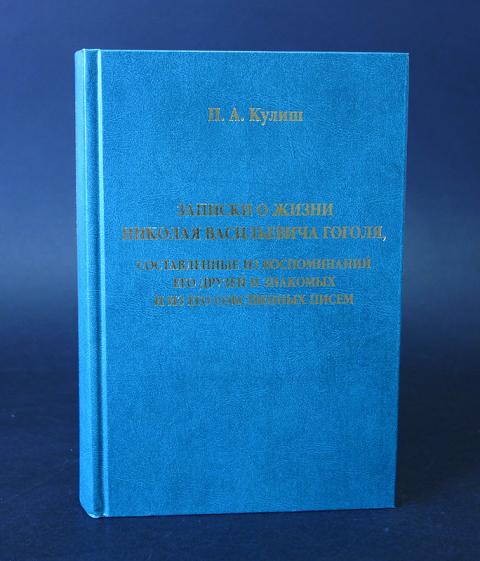 П. А. Кулиш
ЗАПИСКИ О ЖИЗНИ
НИКОЛАЯ ВАСИЛЬЕВИЧА ГОГОЛЯ,
СОСТАВЛЕННЫЕ ИЗ ВОСПОМИНАНИЙ
ЕГО ДРУЗЕЙ И ЗНАКОМЫХ
И ИЗ ЕГО СОБСТВЕННЫХ ПИСЕМ